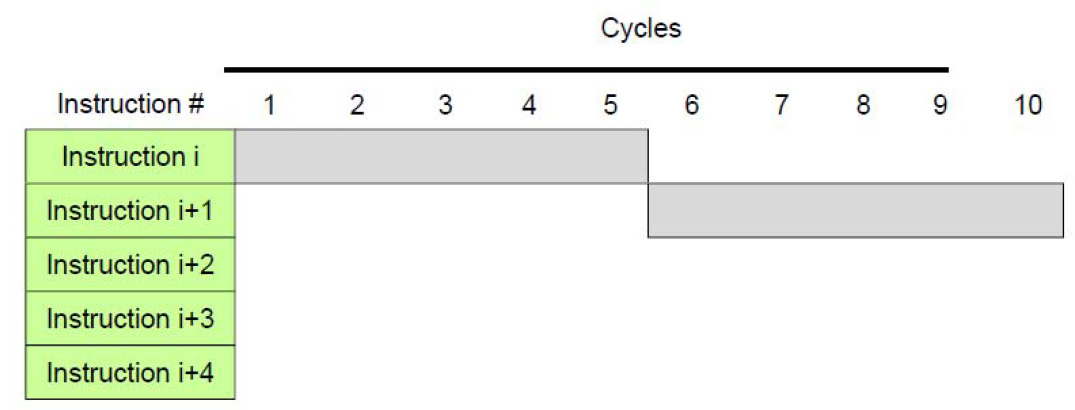 Cycles
Instruction # 1 2 3 4 5 6 7 8 9 10
Instruction i
Instruction i+1
Instruction i+2
Instruction i+3
Instruction i+4